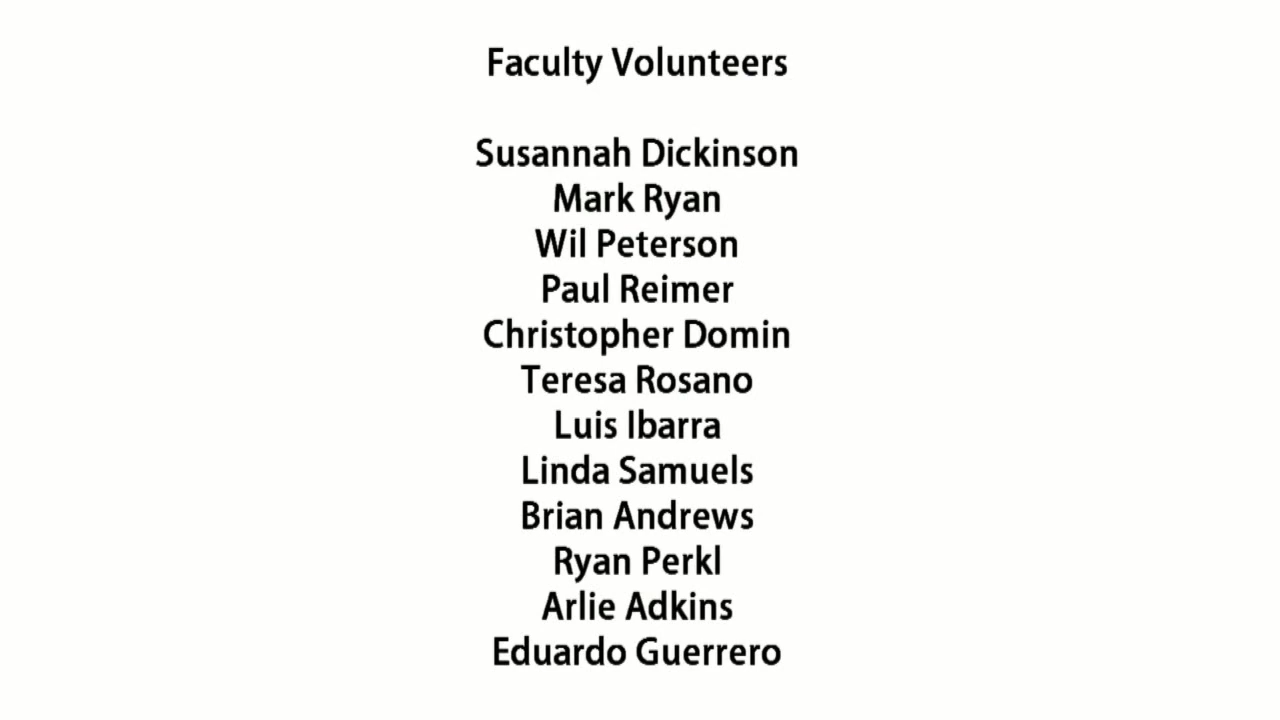 Faculty Volunteers
Susannah Dickinson
Mark Ryan
Wil Peterson
Paul Reimer
Christopher Domin
Teresa Rosano
Luis Ibarra
Linda Samuels
Brian Andrews
Ryan Perkl
Arlie Adkins
Eduardo Guerrero